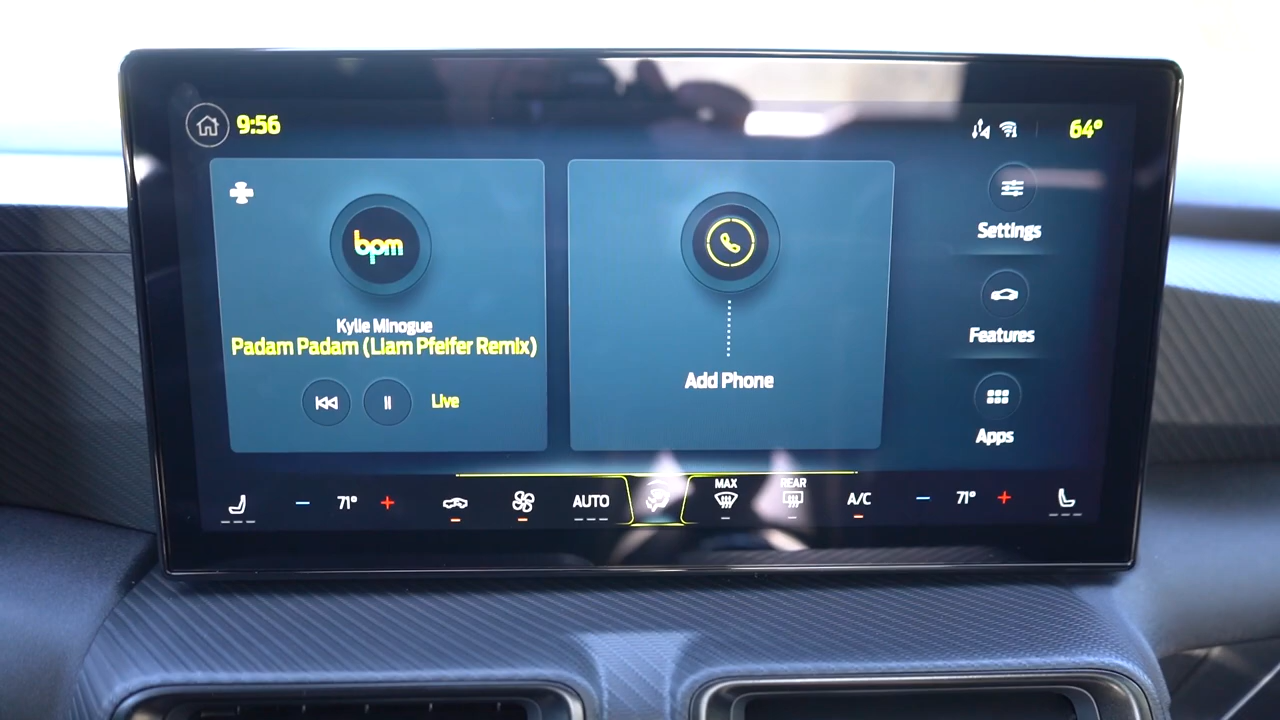 9:56
64°
bpm
Kylie Minogue
Padam Padam (Liam Pfeifer Remix)
Live
Add Phone
Settings
Features
Apps
71°
AUTO
MAX
REAR
A/C
71°